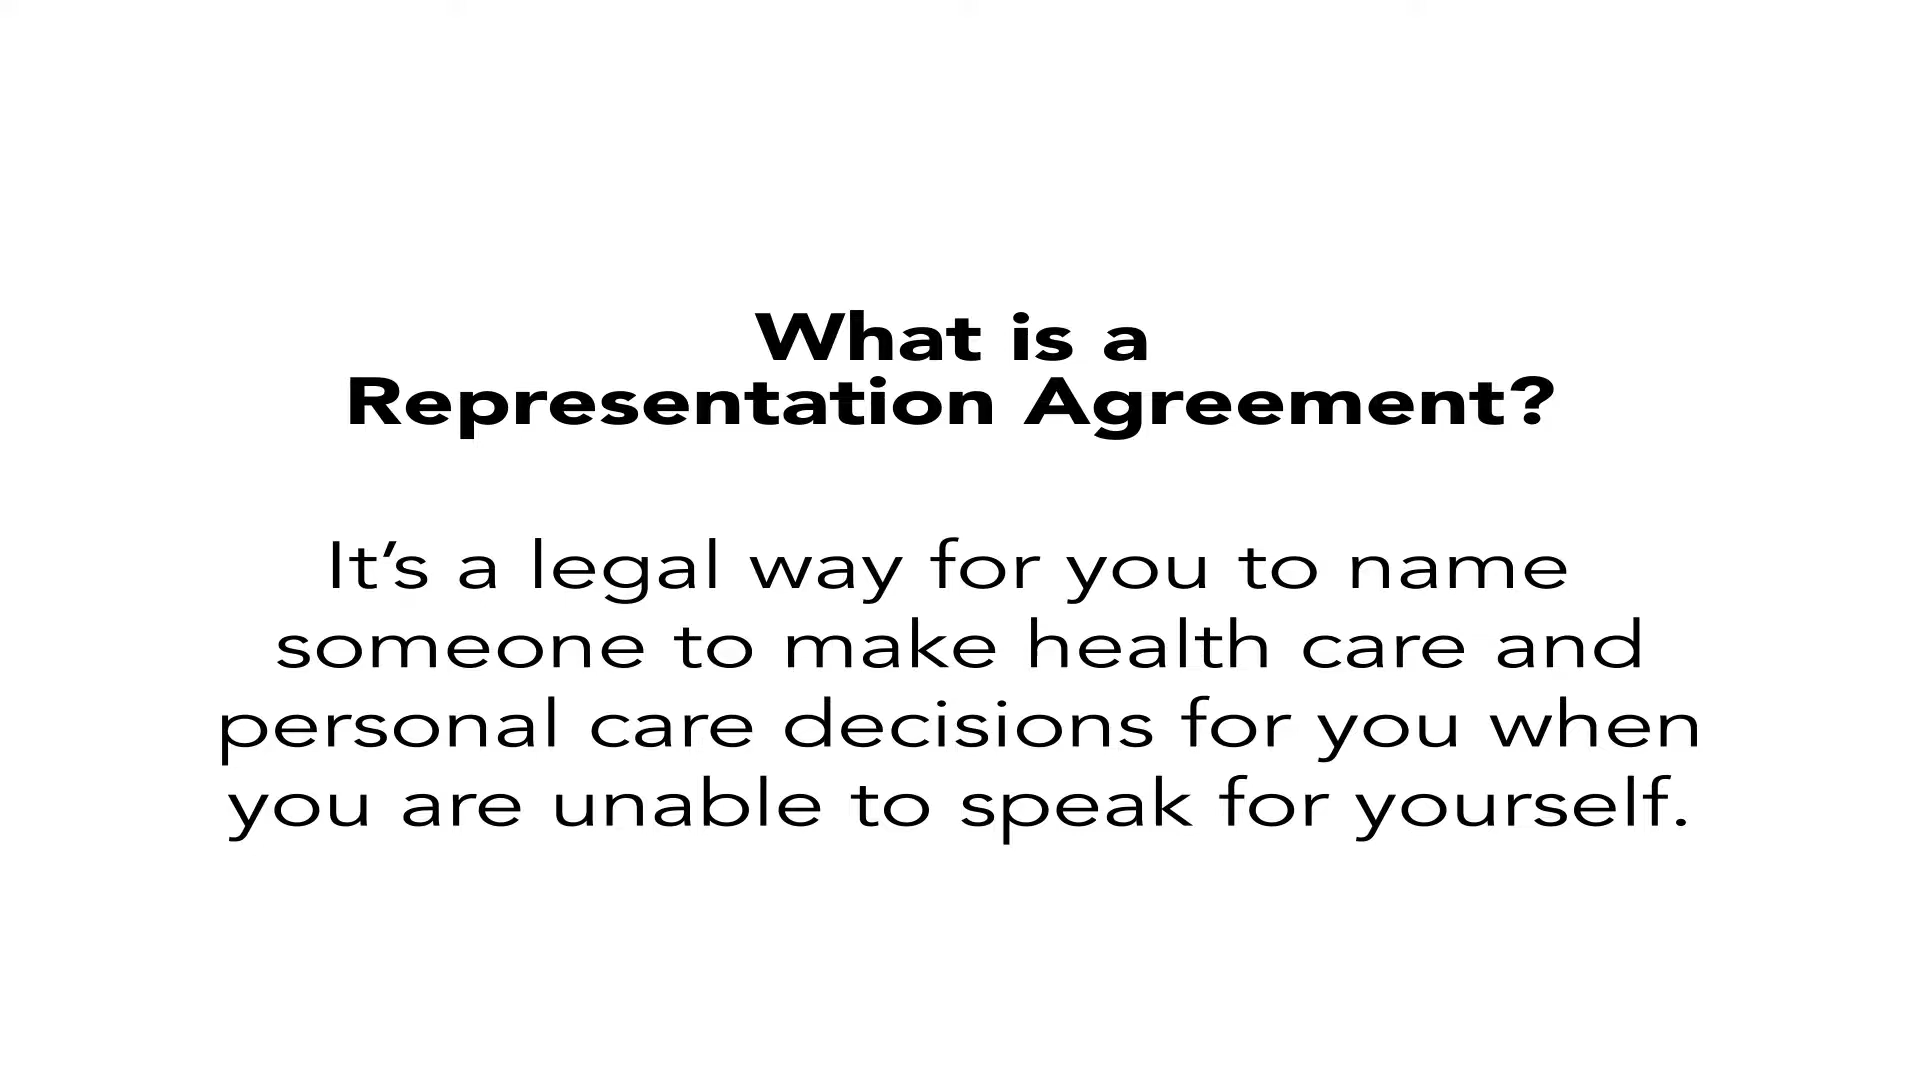 What is a
Representation Agreement?
It’s a legal way for you to name
someone to make health care and
personal care decisions for you when
you are unable to speak for yourself.